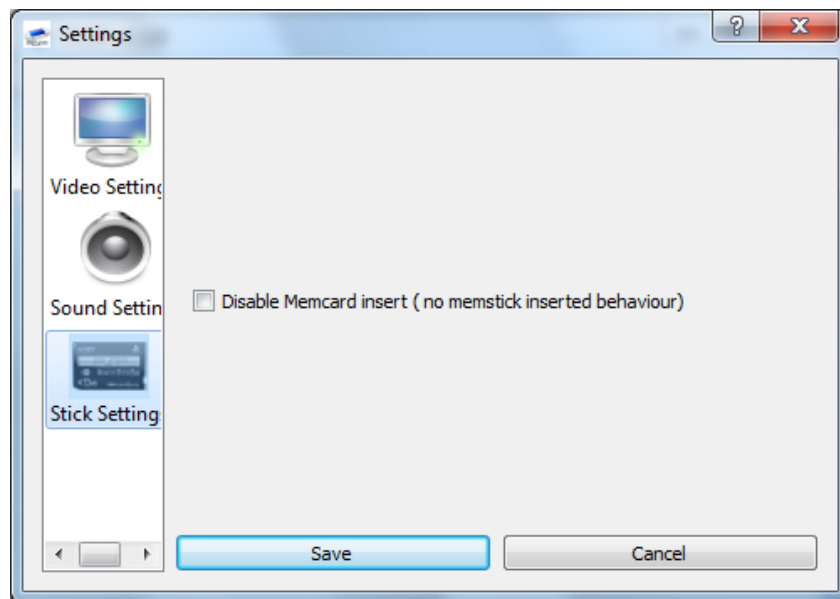 Settings
Video Setting
Sound Settin
Stick Setting
Disable Memcard insert ( no memstick inserted behaviour)
Save
Cancel